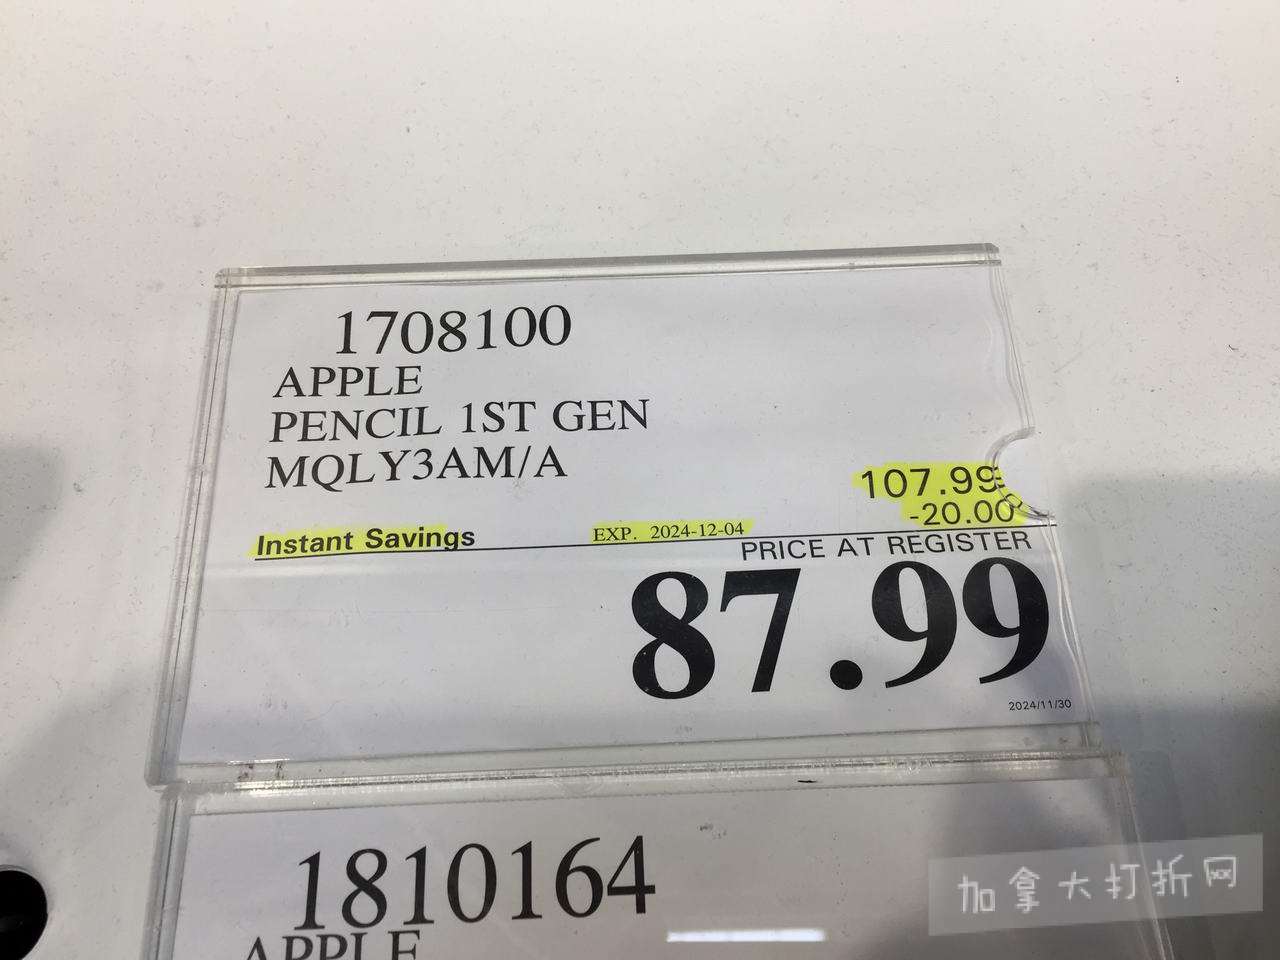 1708100
APPLE
PENCIL 1ST GEN
MQLY3AM/A
107.99
-20.00
Instant Savings
EXP. 2024-12-04
PRICE AT REGISTER
87.99
2024/11/30
1810164
APPLE
加拿大打折网